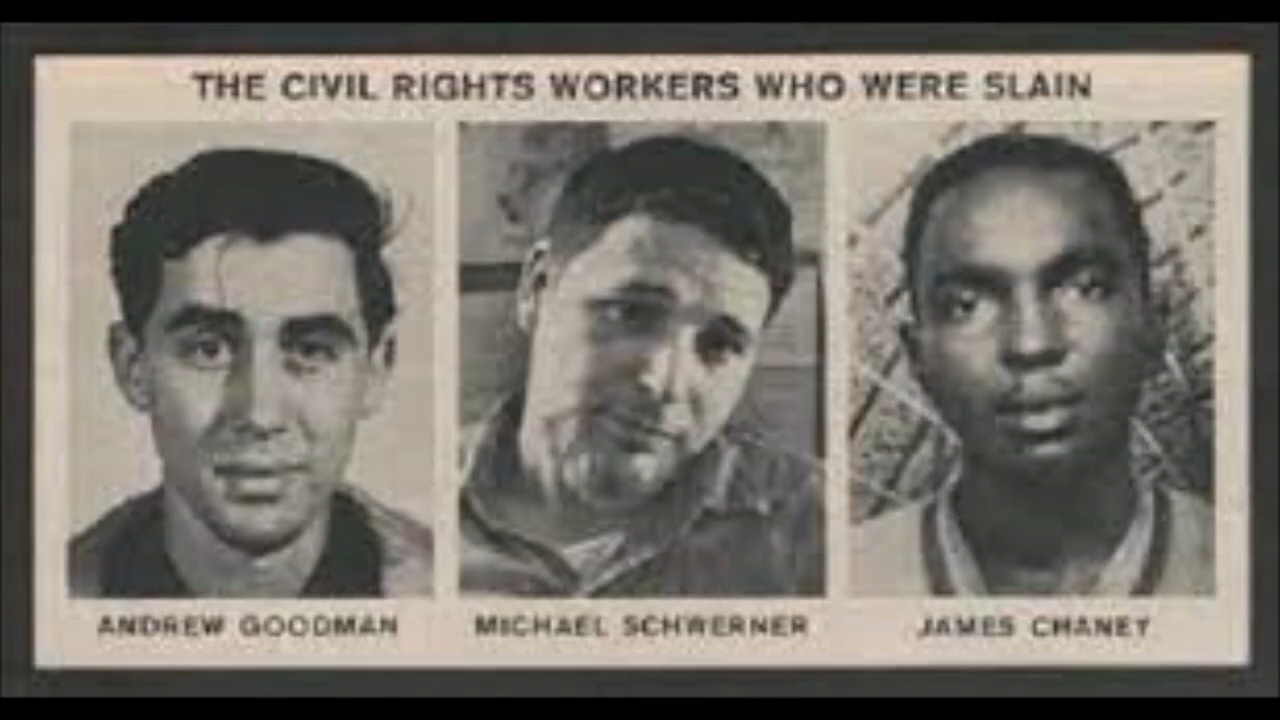 THE CIVIL RIGHTS WORKERS WHO WERE SLAIN
ANDREW GOODMAN
MICHAEL SCHWERNER
JAMES CHANEY